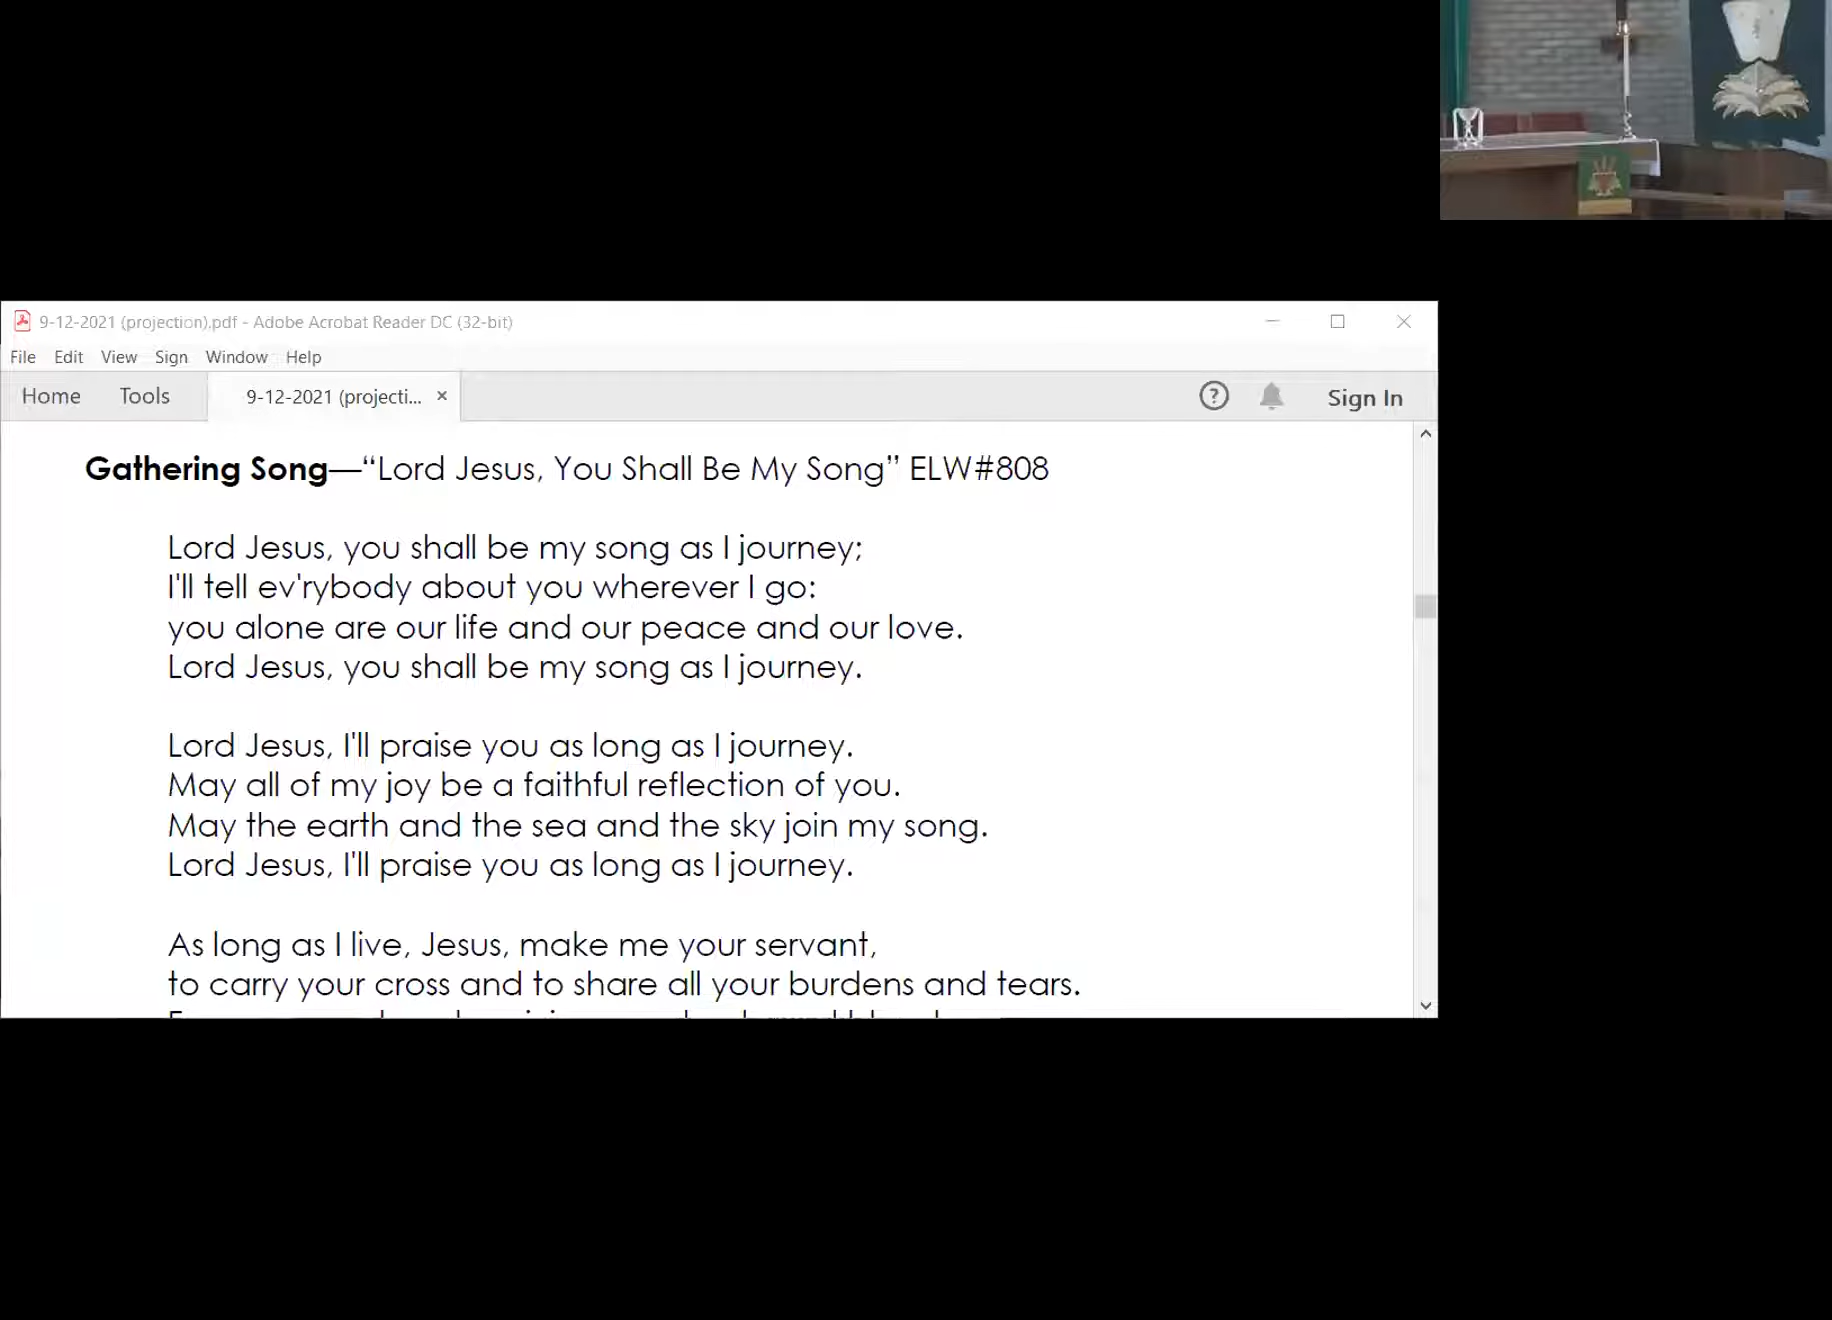 9-12-2021 (projection).pdf - Adobe Acrobat Reader DC (32-bit)
File Edit View Sign Window Help
Home Tools 9-12-2021 (projecti... × Sign In
Gathering Song—“Lord Jesus, You Shall Be My Song” ELW#808
Lord Jesus, you shall be my song as I journey;
I'll tell ev'rybody about you wherever I go:
you alone are our life and our peace and our love.
Lord Jesus, you shall be my song as I journey.
Lord Jesus, I'll praise you as long as I journey.
May all of my joy be a faithful reflection of you.
May the earth and the sea and the sky join my song.
Lord Jesus, I'll praise you as long as I journey.
As long as I live, Jesus, make me your servant,
to carry your cross and to share all your burdens and tears.